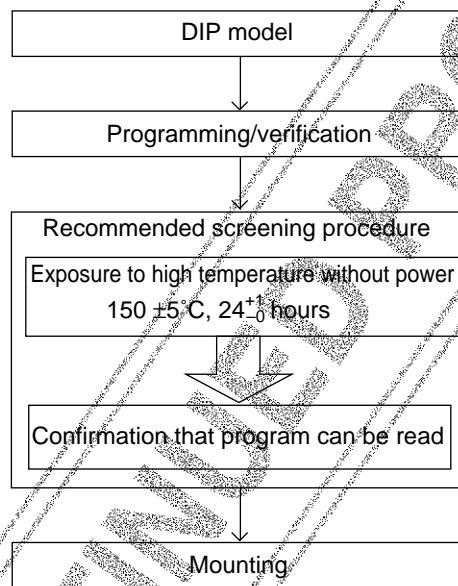 DIP model
Programming/verification
Recommended screening procedure
Exposure to high temperature without power
150 ±5°C, 24 +1 −0 hours
Confirmation that program can be read
Mounting